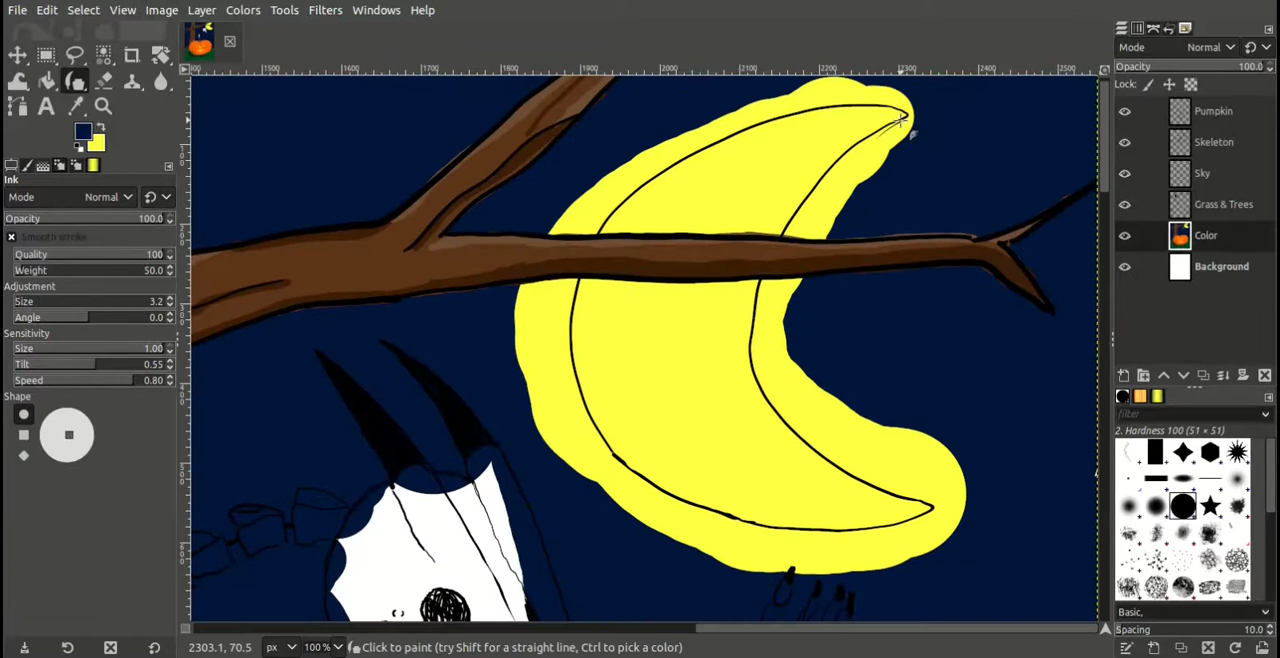 File Edit Select View Image Layer Colors Tools Filters Windows Help
1500 1600 1700 1800 1900 2000 2100 2200 2300 2400 2500
Ink
Mode Normal
Opacity 100.0
Smooth stroke
Quality 100
Weight 50.0
Adjustment
Size 3.2
Angle 0.0
Sensitivity
Size 1.00
Tilt 0.55
Speed 0.80
Shape
Mode Normal
Opacity 100.0
Lock:
Pumpkin
Skeleton
Sky
Grass & Trees
Color
Background
filter
2. Hardness 100 (51 × 51)
Basic,
Spacing 10.0
2303.1, 70.5 px 100% Click to paint (try Shift for a straight line, Ctrl to pick a color)